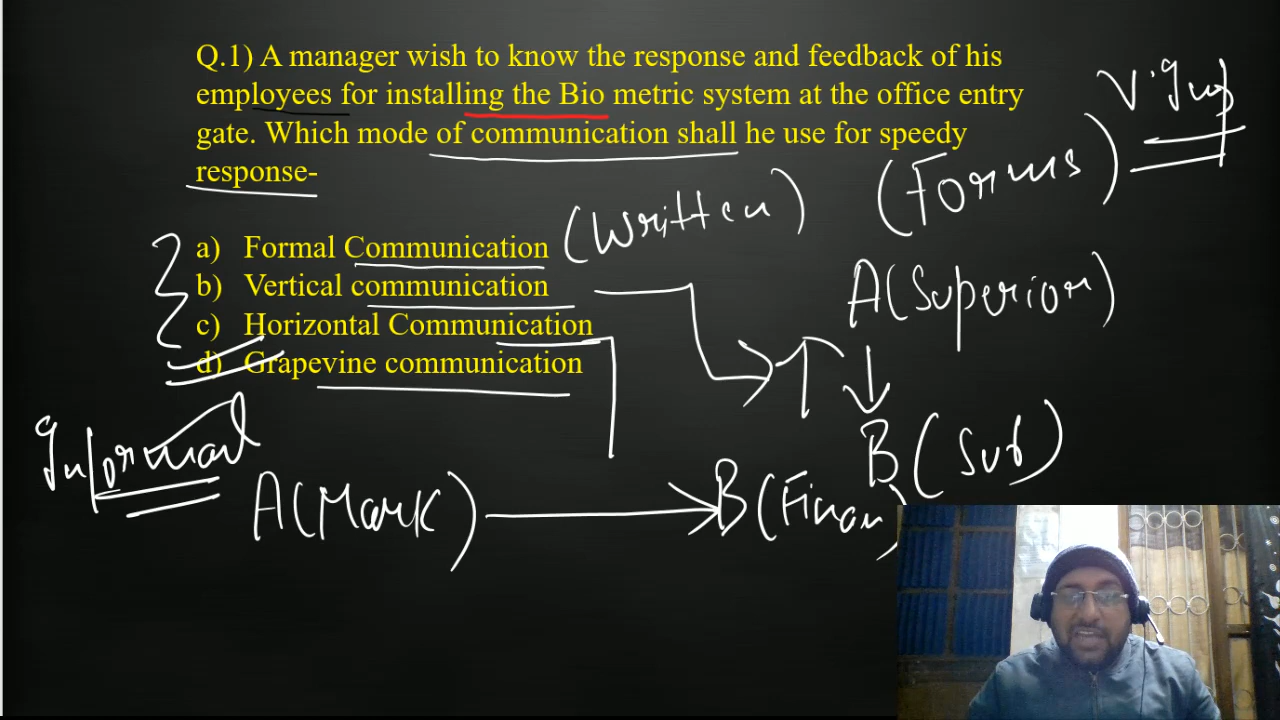 Q.1) A manager wish to know the response and feedback of his
employees for installing the Bio metric system at the office entry
gate. Which mode of communication shall he use for speedy
response-
V. Imp
(Forms)
(Written)
a) Formal Communication
b) Vertical communication
c) Horizontal Communication
d) Grapevine communication
A(Superior)
B (Sub)
Informal
A(Mark)
B (Finan)